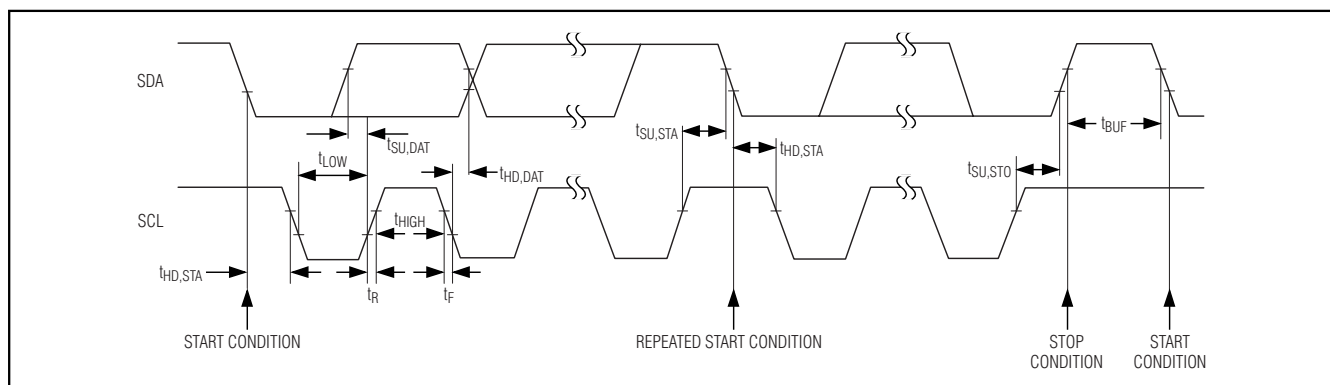 SDA
tSU,STA
tBUF
tSU,DAT
tLOW
tHD,STA
tHD,DAT
tSU,STO
SCL
tHIGH
tHD,STA
tR
tF
START CONDITION
REPEATED START CONDITION
STOP
CONDITION
START
CONDITION